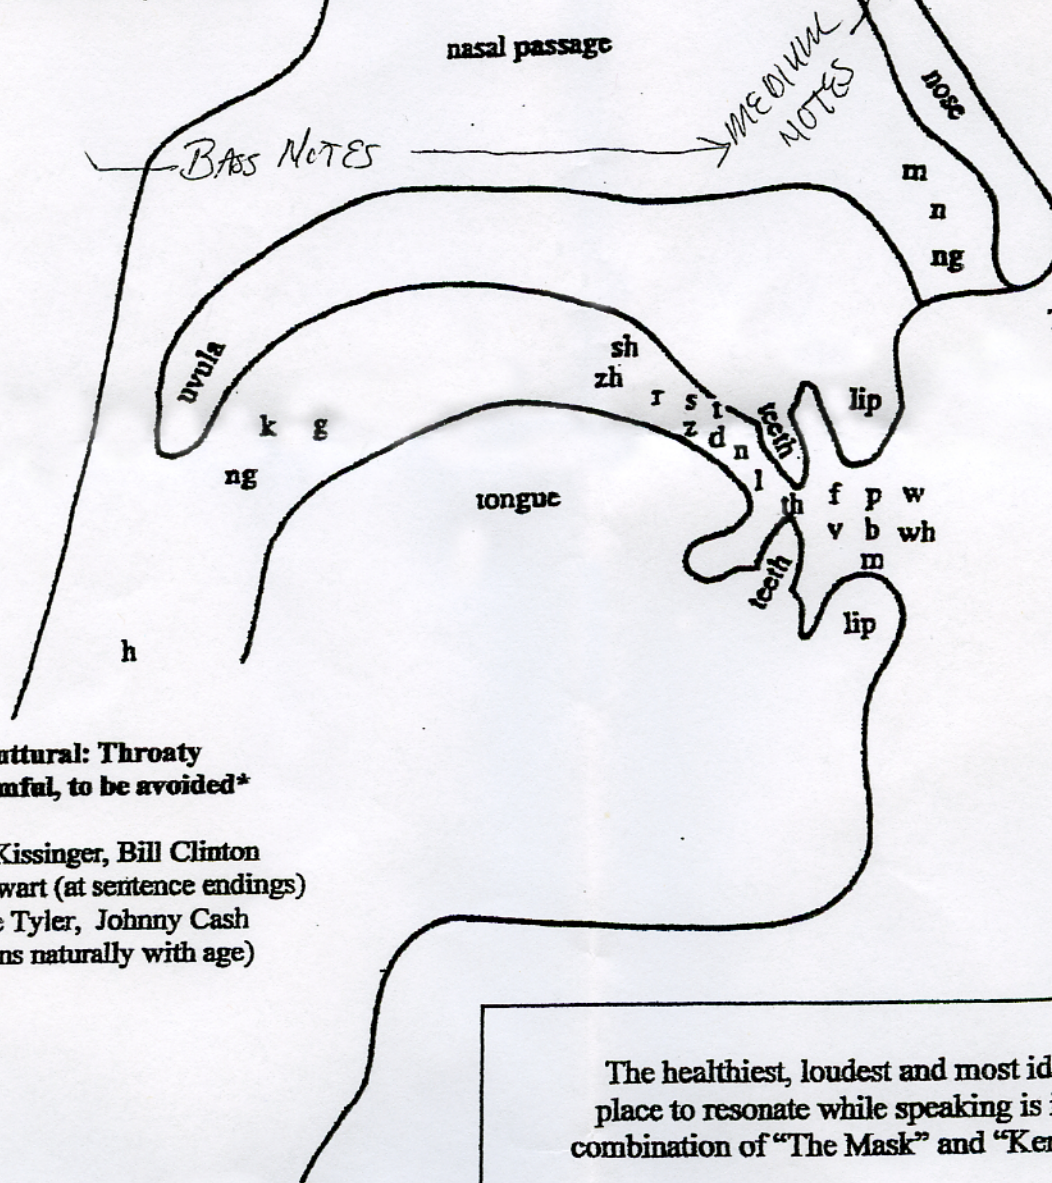 nasal passage
MEDIUM
NOTES
nose
BASS NOTES
m
n
ng
uvula
sh
zh
r s t
z d n
l
teeth
lip
k g
ng
tongue
th f p w
v b wh
m
teeth
lip
h
uttural: Throaty
mful, to be avoided*
Kissinger, Bill Clinton
wart (at sentence endings)
e Tyler, Johnny Cash
ns naturally with age)
The healthiest, loudest and most id
place to resonate while speaking is i
combination of "The Mask" and "Ker